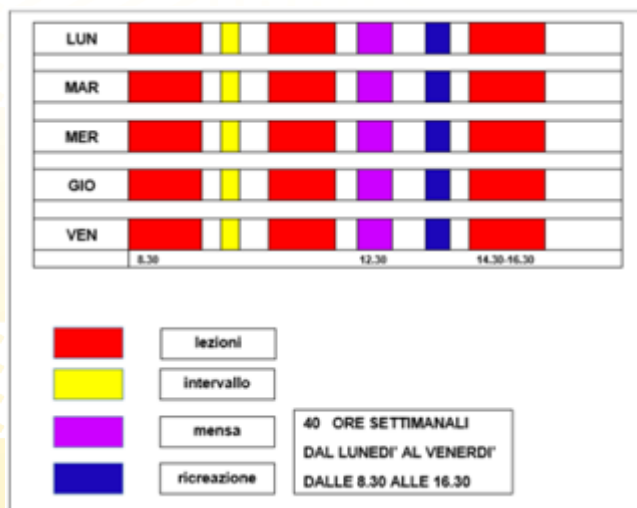 LUN
MAR
MER
GIO
VEN
8.30 12.30 14.30-16.30
lezioni
intervallo
mensa
ricreazione
40 ORE SETTIMANALI
DAL LUNEDI' AL VENERDI'
DALLE 8.30 ALLE 16.30